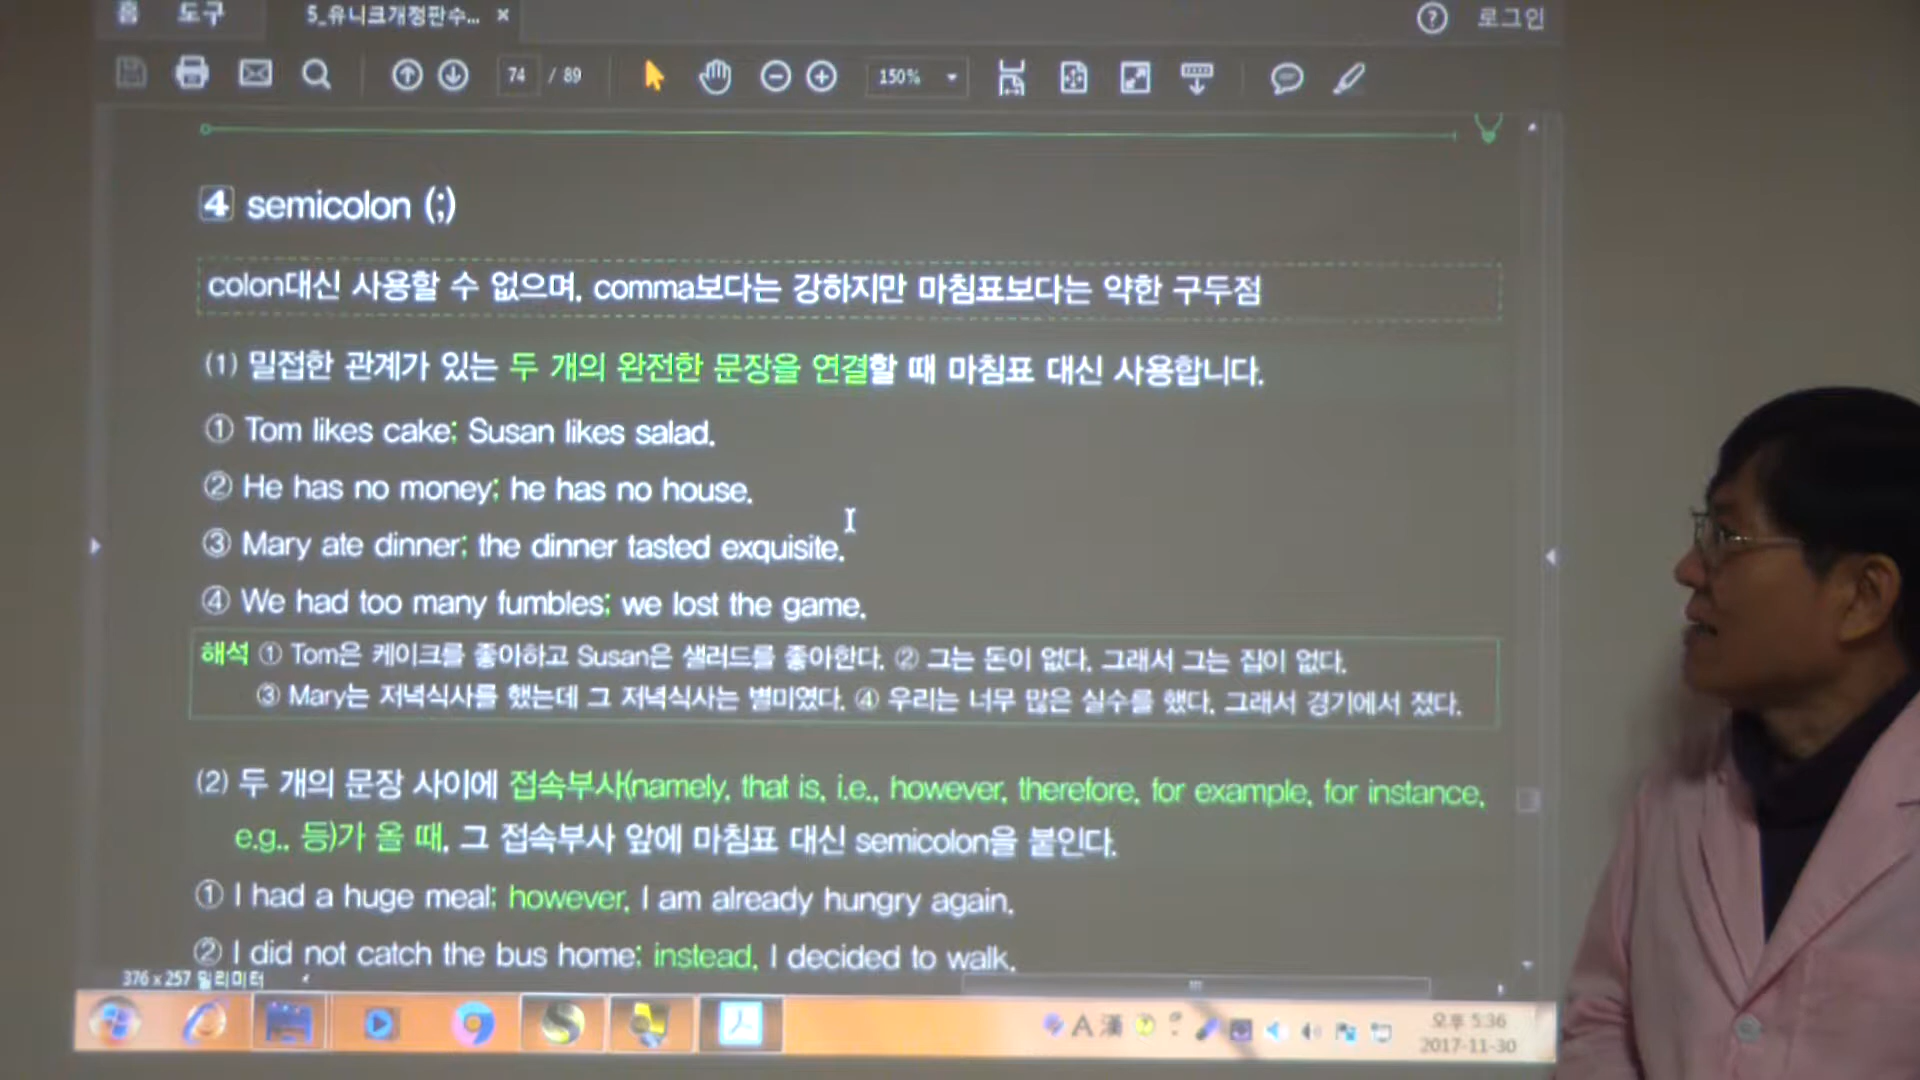 홈 도구 5_유니크개정판수... × ? 로그인
74 / 89 150%
4 semicolon (;)
colon대신 사용할 수 없으며, comma보다는 강하지만 마침표보다는 약한 구두점
(1) 밀접한 관계가 있는 두 개의 완전한 문장을 연결할 때 마침표 대신 사용합니다.
① Tom likes cake; Susan likes salad.
② He has no money; he has no house.
③ Mary ate dinner; the dinner tasted exquisite.
④ We had too many fumbles; we lost the game.
해석 ① Tom은 케이크를 좋아하고 Susan은 샐러드를 좋아한다. ② 그는 돈이 없다. 그래서 그는 집이 없다.
③ Mary는 저녁식사를 했는데 그 저녁식사는 별미였다. ④ 우리는 너무 많은 실수를 했다. 그래서 경기에서 졌다.
(2) 두 개의 문장 사이에 접속부사(namely, that is, i.e., however, therefore, for example, for instance,
e.g., 등)가 올 때, 그 접속부사 앞에 마침표 대신 semicolon을 붙인다.
① I had a huge meal; however, I am already hungry again.
② I did not catch the bus home; instead, I decided to walk.
376 x 257 밀리미터
A 漢 오후 5:36
2017-11-30